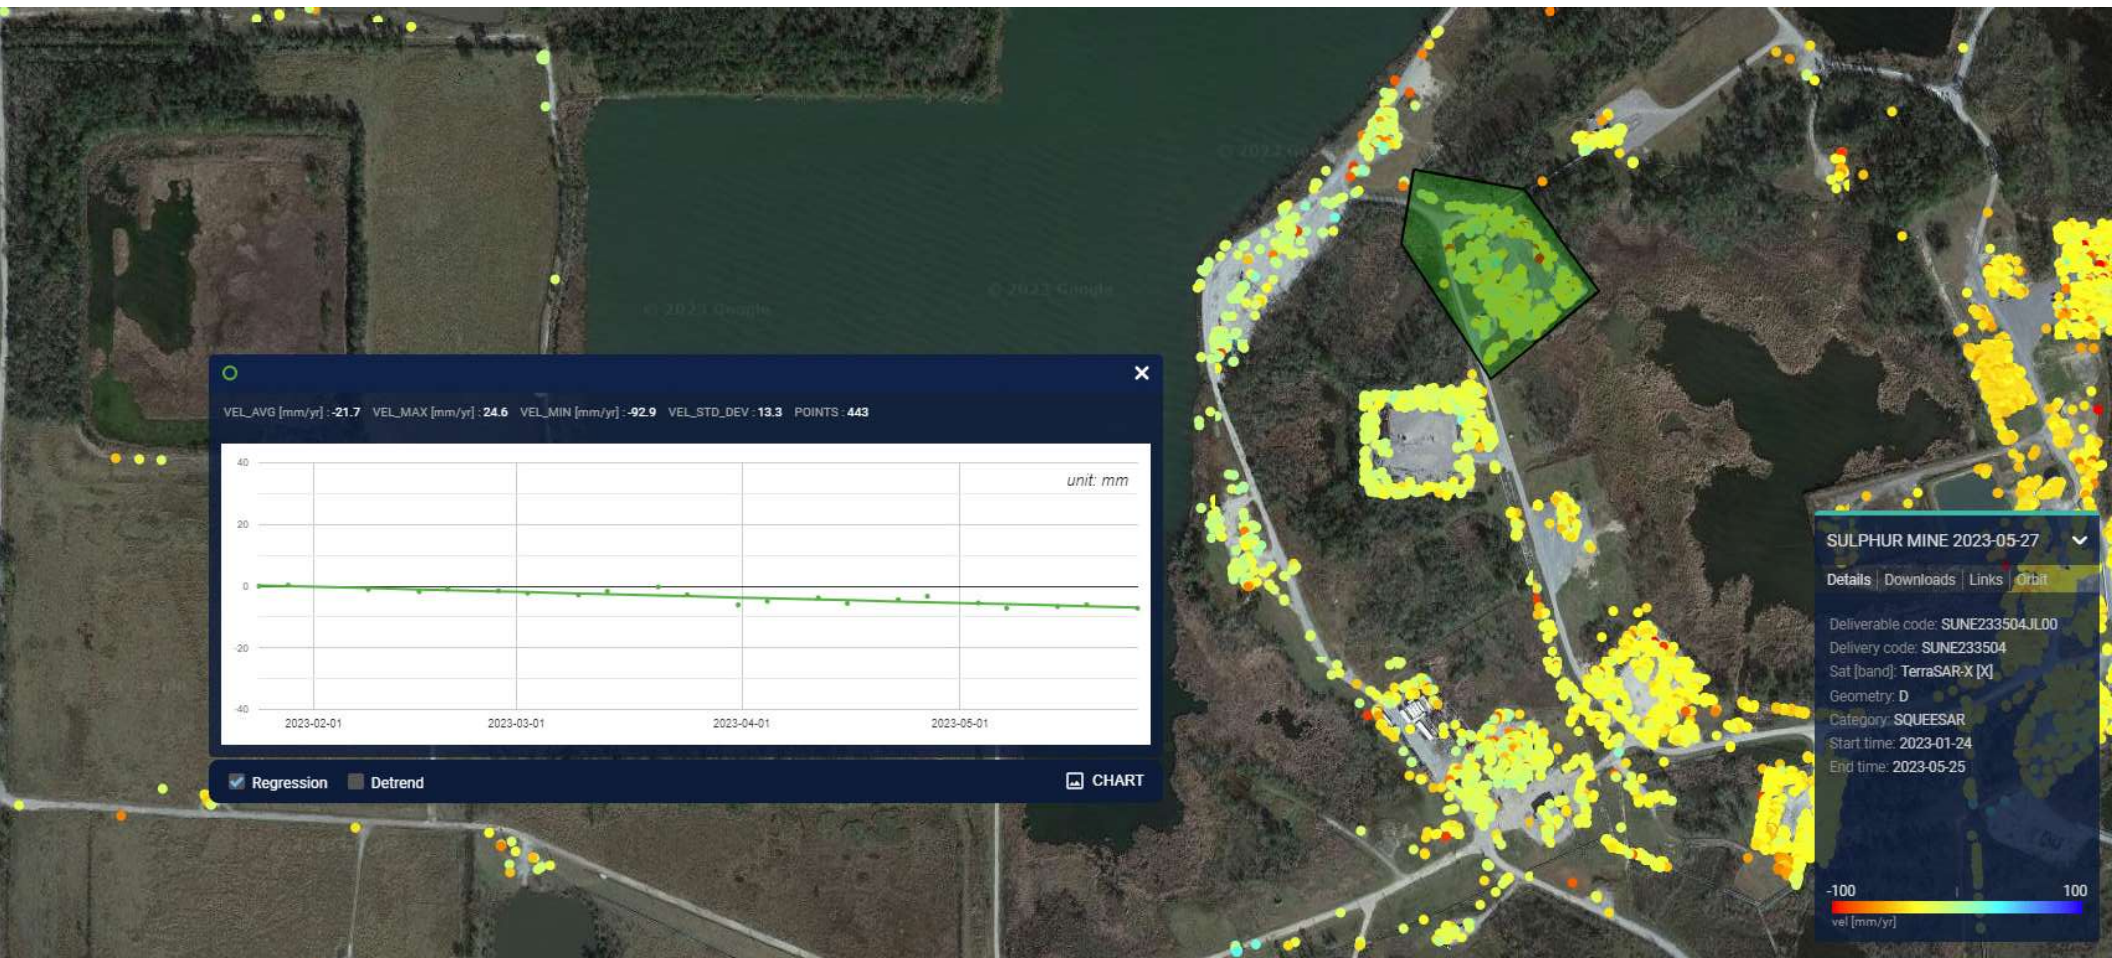 © 2023 Google
© 2023 Google
VEL_AVG [mm/yr] : -21.7 VEL_MAX [mm/yr] : 24.6 VEL_MIN [mm/yr] : -92.9 VEL_STD_DEV : 13.3 POINTS : 443
unit: mm
40
20
0
-20
-40
2023-02-01 2023-03-01 2023-04-01 2023-05-01
Regression Detrend CHART
SULPHUR MINE 2023-05-27
Details Downloads Links Orbit
Deliverable code: SUNE233504JL00
Delivery code: SUNE233504
Sat [band]: TerraSAR-X [X]
Geometry: D
Category: SQUEESAR
Start time: 2023-01-24
End time: 2023-05-25
-100 100
vel [mm/yr]